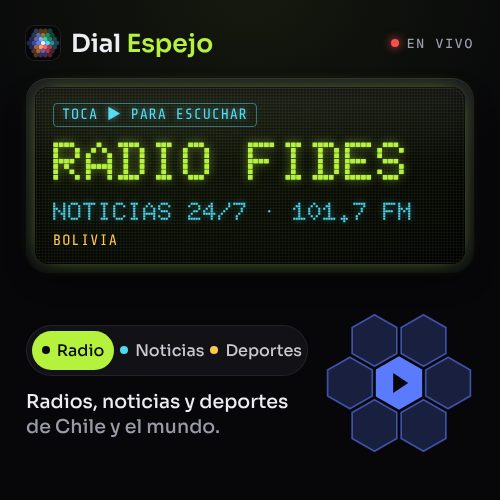 Dial Espejo
EN VIVO
TOCA ▶ PARA ESCUCHAR
RADIO FIDES
NOTICIAS 24/7 · 101.7 FM
BOLIVIA
Radio Noticias Deportes
Radios, noticias y deportes
de Chile y el mundo.